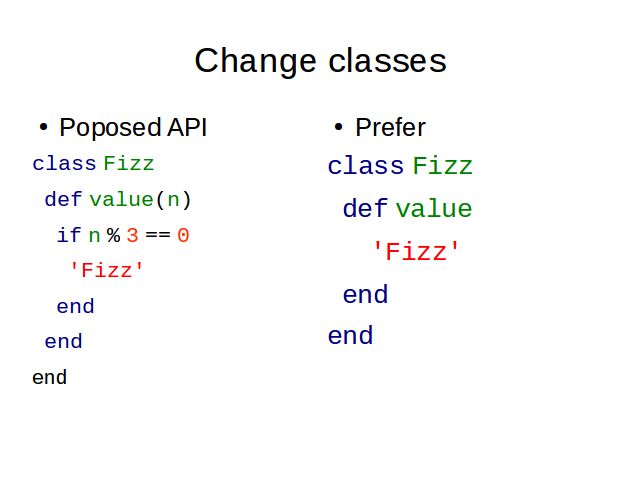 Change classes
• Poposed API
class Fizz
def value(n)
if n % 3 == 0
'Fizz'
end
end
end
• Prefer
class Fizz
def value
'Fizz'
end
end